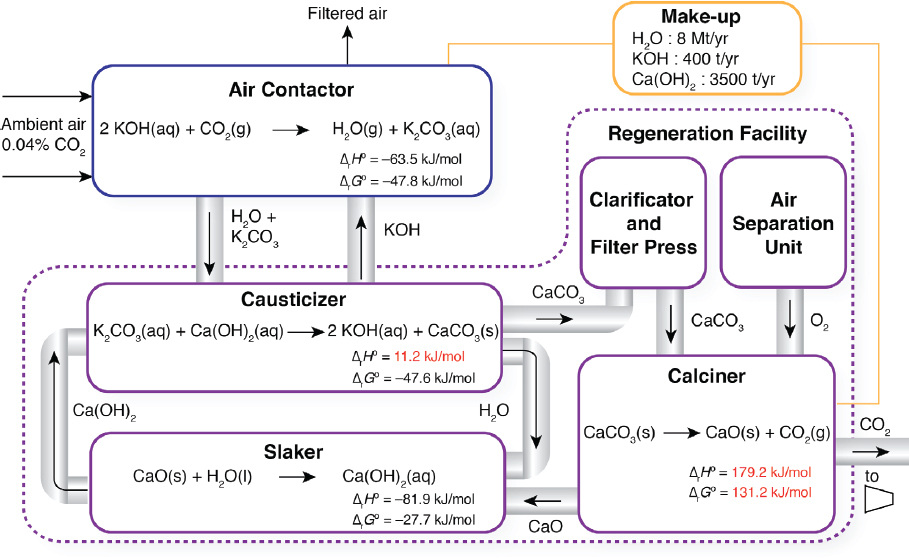 Filtered air
Make-up
H₂O : 8 Mt/yr
KOH : 400 t/yr
Ca(OH)₂ : 3500 t/yr
Air Contactor
Ambient air
0.04% CO₂
2 KOH(aq) + CO₂(g) → H₂O(g) + K₂CO₃(aq)
ΔᵣH° = −63.5 kJ/mol
ΔᵣG° = −47.8 kJ/mol
Regeneration Facility
Clarificator
and
Filter Press
Air
Separation
Unit
H₂O +
K₂CO₃
KOH
Causticizer
K₂CO₃(aq) + Ca(OH)₂(aq) → 2 KOH(aq) + CaCO₃(s)
ΔᵣH° = 11.2 kJ/mol
ΔᵣG° = −47.6 kJ/mol
CaCO₃
CaCO₃
O₂
Ca(OH)₂
H₂O
Calciner
CaCO₃(s) → CaO(s) + CO₂(g)
ΔᵣH° = 179.2 kJ/mol
ΔᵣG° = 131.2 kJ/mol
CO₂
to
Slaker
CaO(s) + H₂O(l) → Ca(OH)₂(aq)
ΔᵣH° = −81.9 kJ/mol
ΔᵣG° = −27.7 kJ/mol
CaO